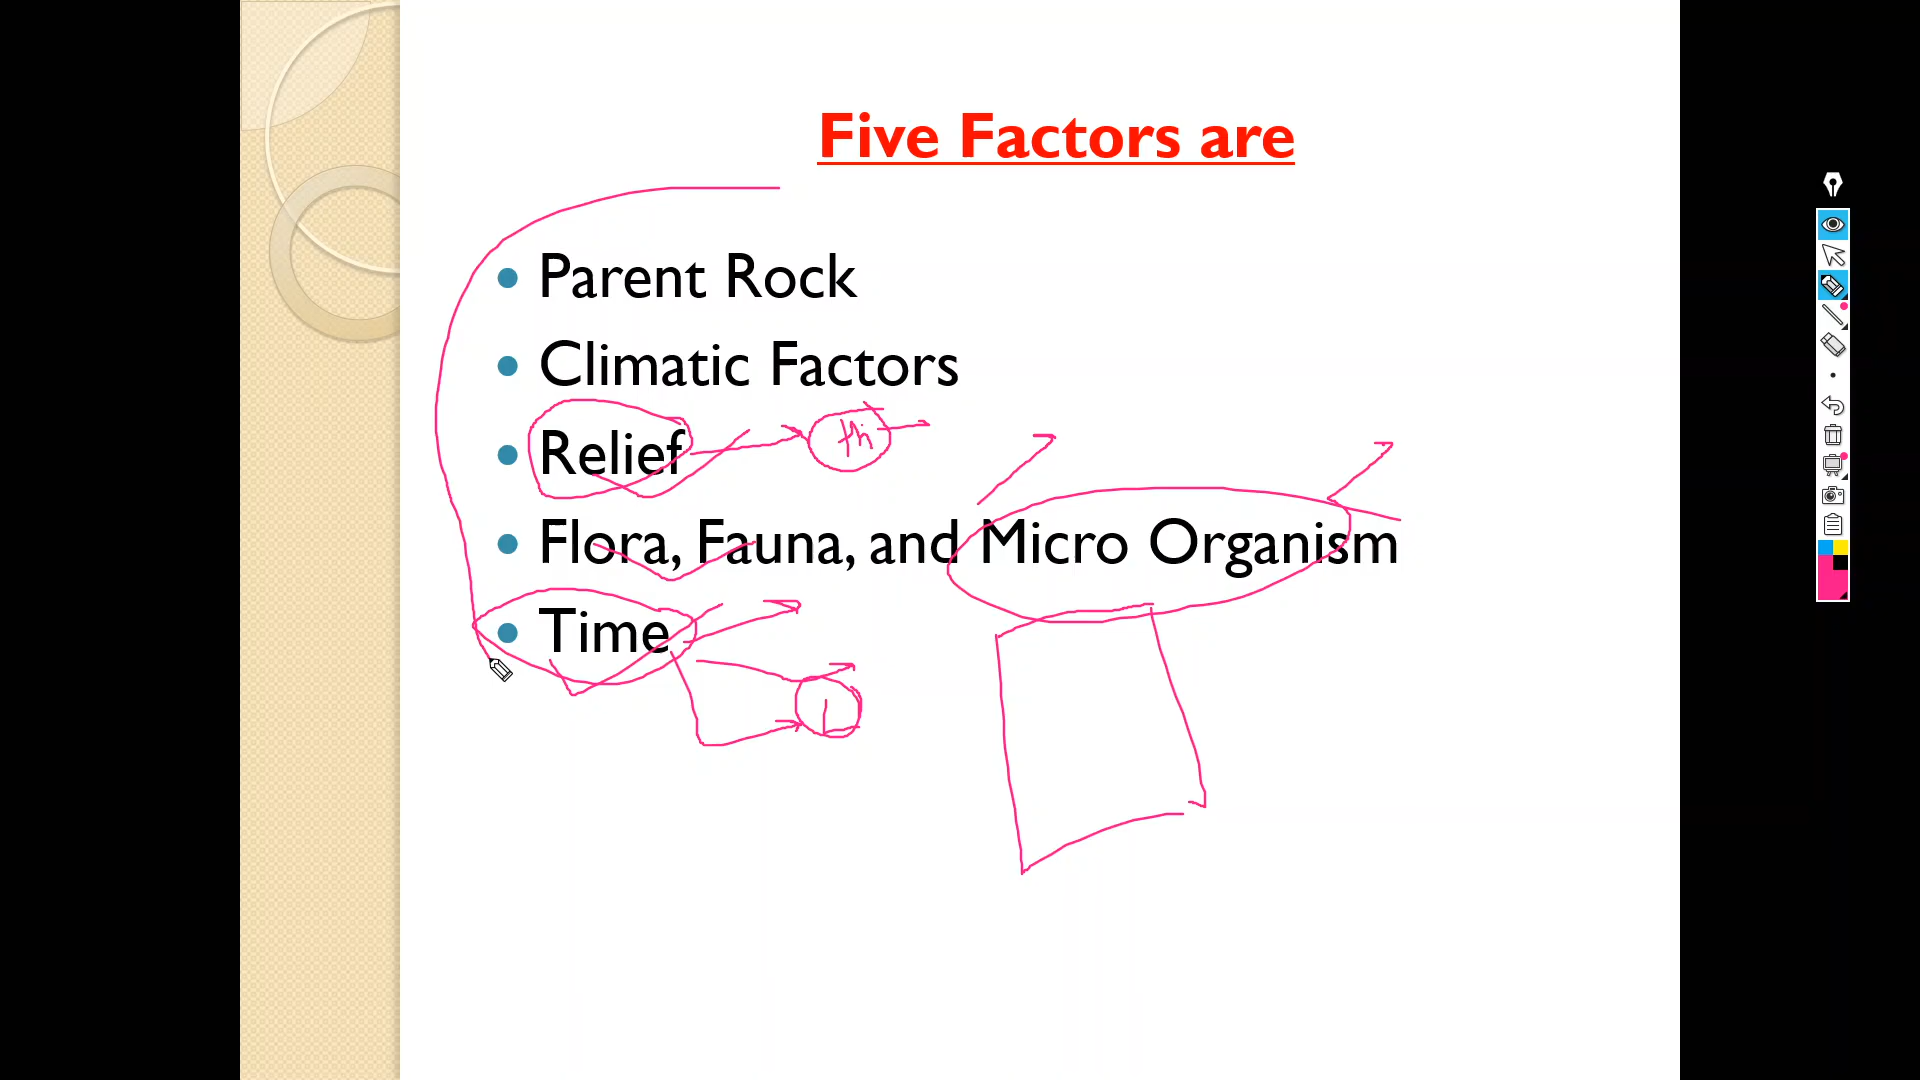 Five Factors are
Parent Rock
Climatic Factors
Relief
Flora, Fauna, and Micro Organism
Time